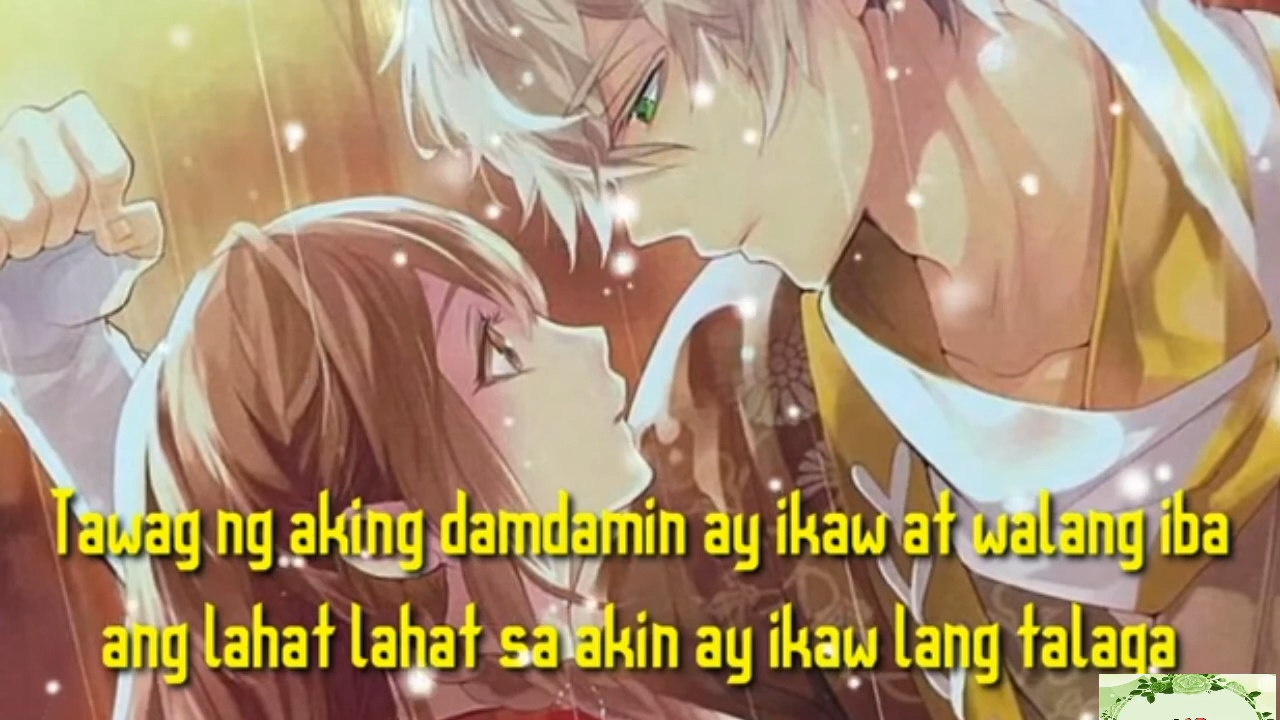 Tawag ng aking damdamin ay ikaw at walang iba
ang lahat lahat sa akin ay ikaw lang talaga